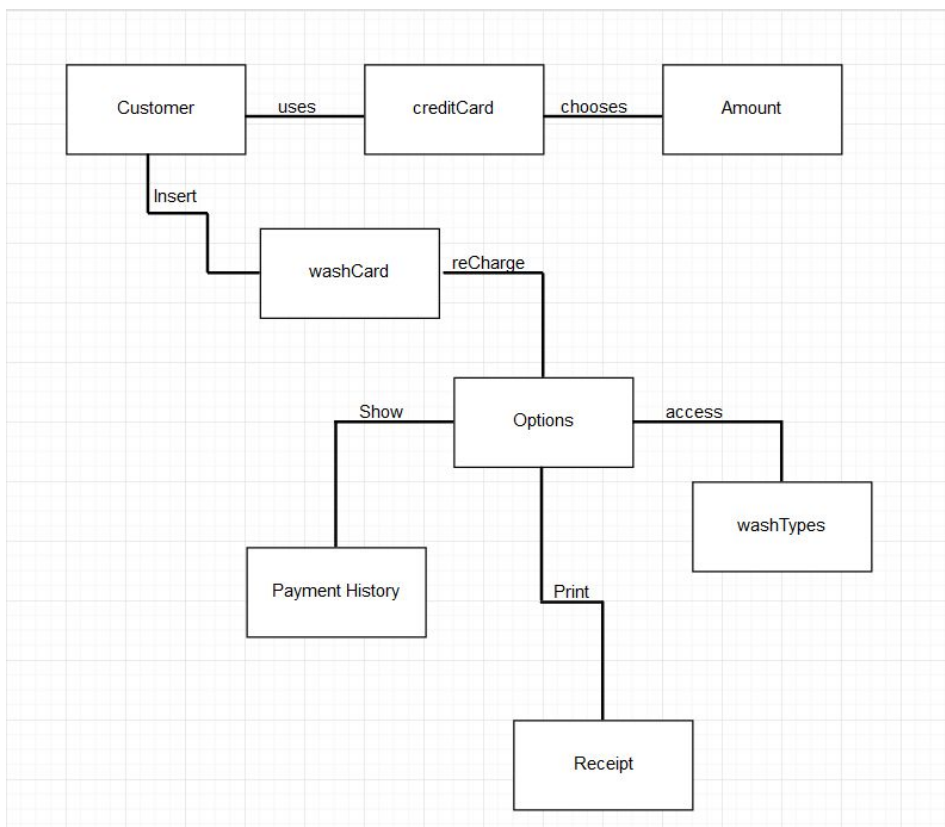 Customer
uses
creditCard
chooses
Amount
Insert
washCard
reCharge
Show
Options
access
washTypes
Payment History
Print
Receipt